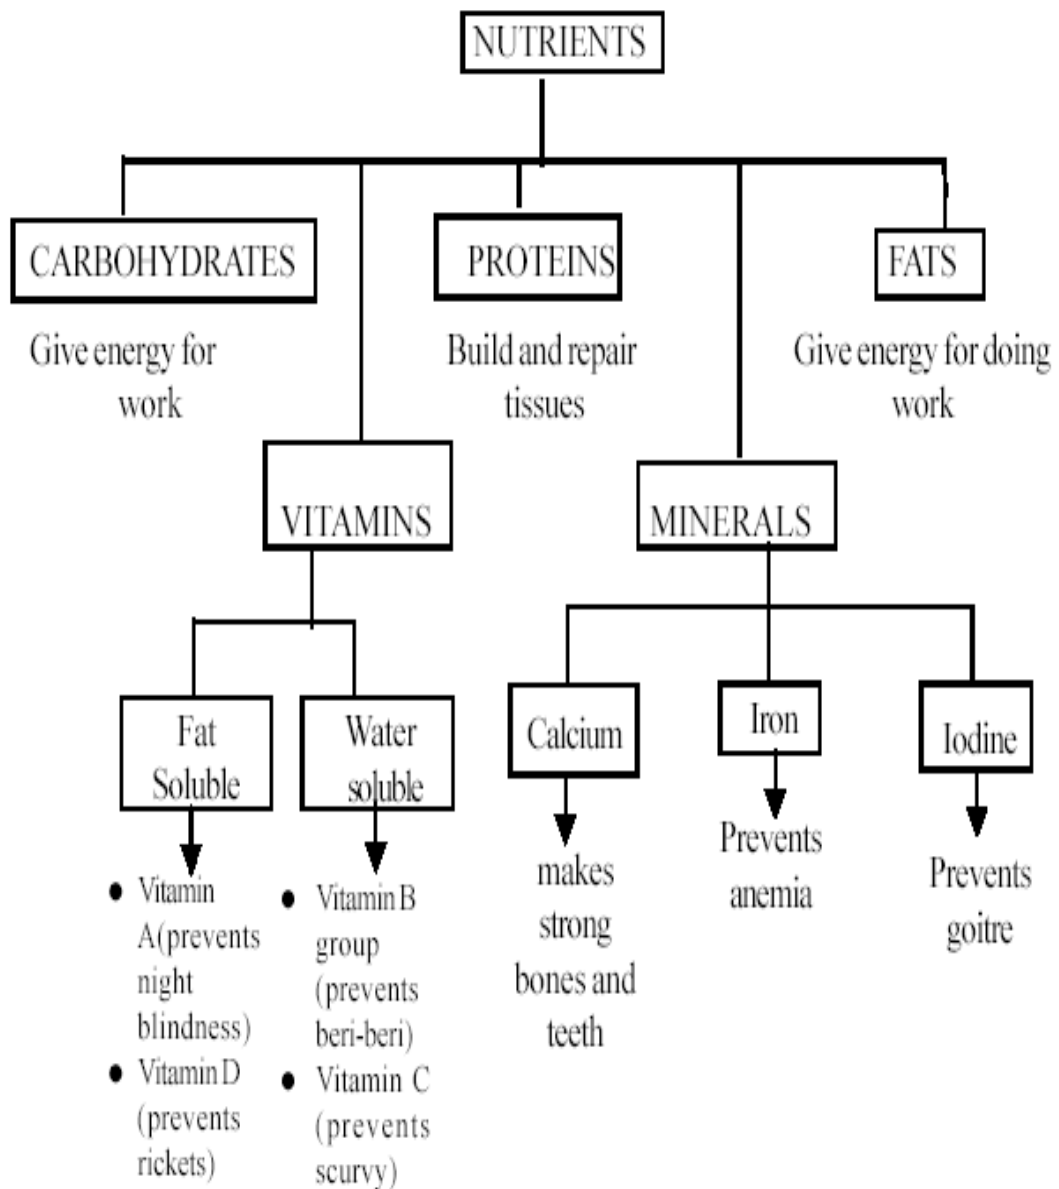 NUTRIENTS
CARBOHYDRATES
Give energy for
work
PROTEINS
Build and repair
tissues
FATS
Give energy for doing
work
VITAMINS
Fat
Soluble
• Vitamin
A(prevents
night
blindness)
• Vitamin D
(prevents
rickets)
Water
soluble
• Vitamin B
group
(prevents
beri-beri)
• Vitamin C
(prevents
scurvy)
MINERALS
Calcium
makes
strong
bones and
teeth
Iron
Prevents
anemia
Iodine
Prevents
goitre